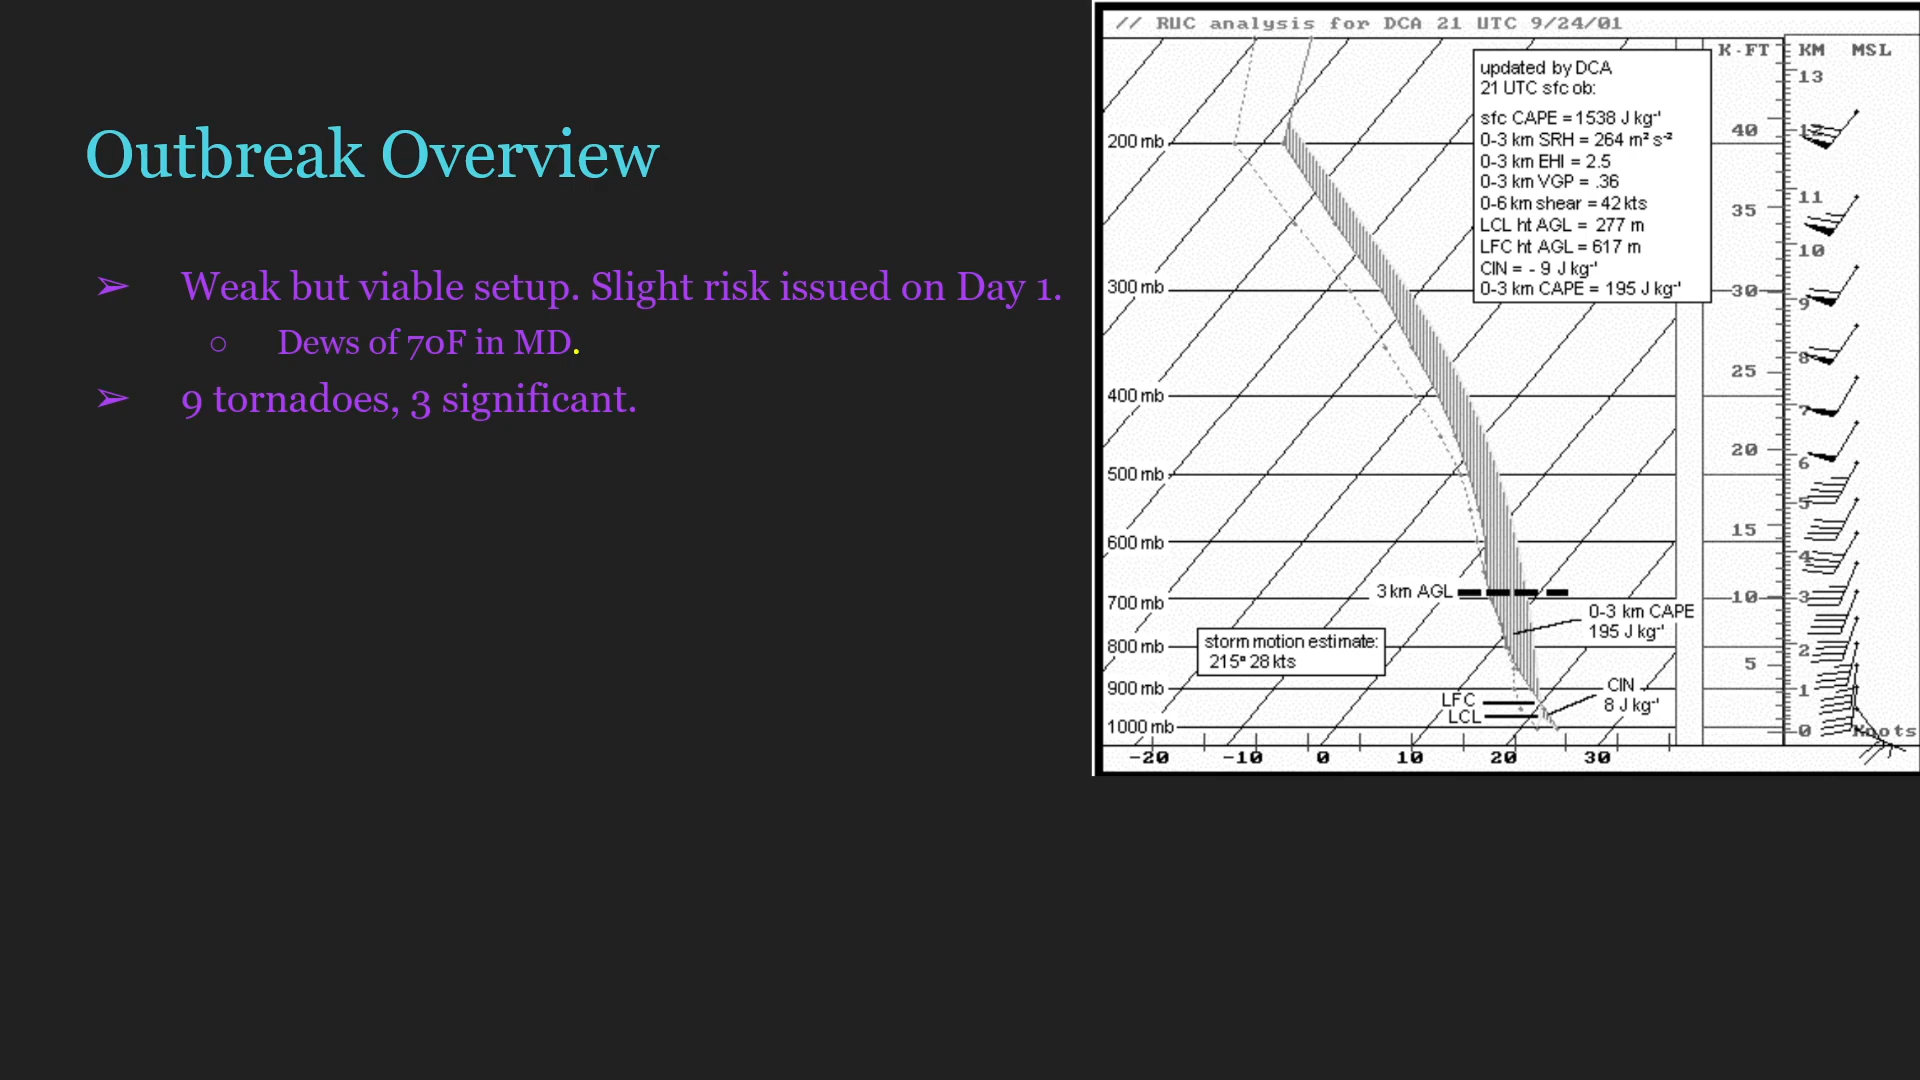 Outbreak Overview
➢ Weak but viable setup. Slight risk issued on Day 1.
○ Dews of 70F in MD.
➢ 9 tornadoes, 3 significant.
// RUC analysis for DCA 21 UTC 9/24/01
K-FT KM MSL
updated by DCA
21 UTC sfc ob:
sfc CAPE = 1538 J kg⁻¹
0-3 km SRH = 264 m² s⁻²
0-3 km EHI = 2.5
0-3 km VGP = .36
0-6 km shear = 42 kts
LCL ht AGL = 277 m
LFC ht AGL = 617 m
CIN = - 9 J kg⁻¹
0-3 km CAPE = 195 J kg⁻¹
200 mb
300 mb
400 mb
500 mb
600 mb
700 mb
800 mb
900 mb
1000 mb
3 km AGL
0-3 km CAPE
195 J kg⁻¹
storm motion estimate:
215° 28 kts
LFC
LCL
CIN
8 J kg⁻¹
40
35
30
25
20
15
10
5
13
12
11
10
9
8
7
6
5
4
3
2
1
0
Knots
-20 -10 0 10 20 30